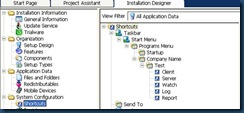 Start Page
Project Assistant
Installation Designer
Installation Information
General Information
Update Service
Trialware
Organization
Setup Design
Features
Components
Setup Types
Application Data
Files and Folders
Redistributables
Mobile Devices
System Configuration
Shortcuts
View Filter
All Application Data
Shortcuts
Taskbar
Start Menu
Programs Menu
Startup
Company Name
Test
Client
Server
Watch
Log
Report
Send To